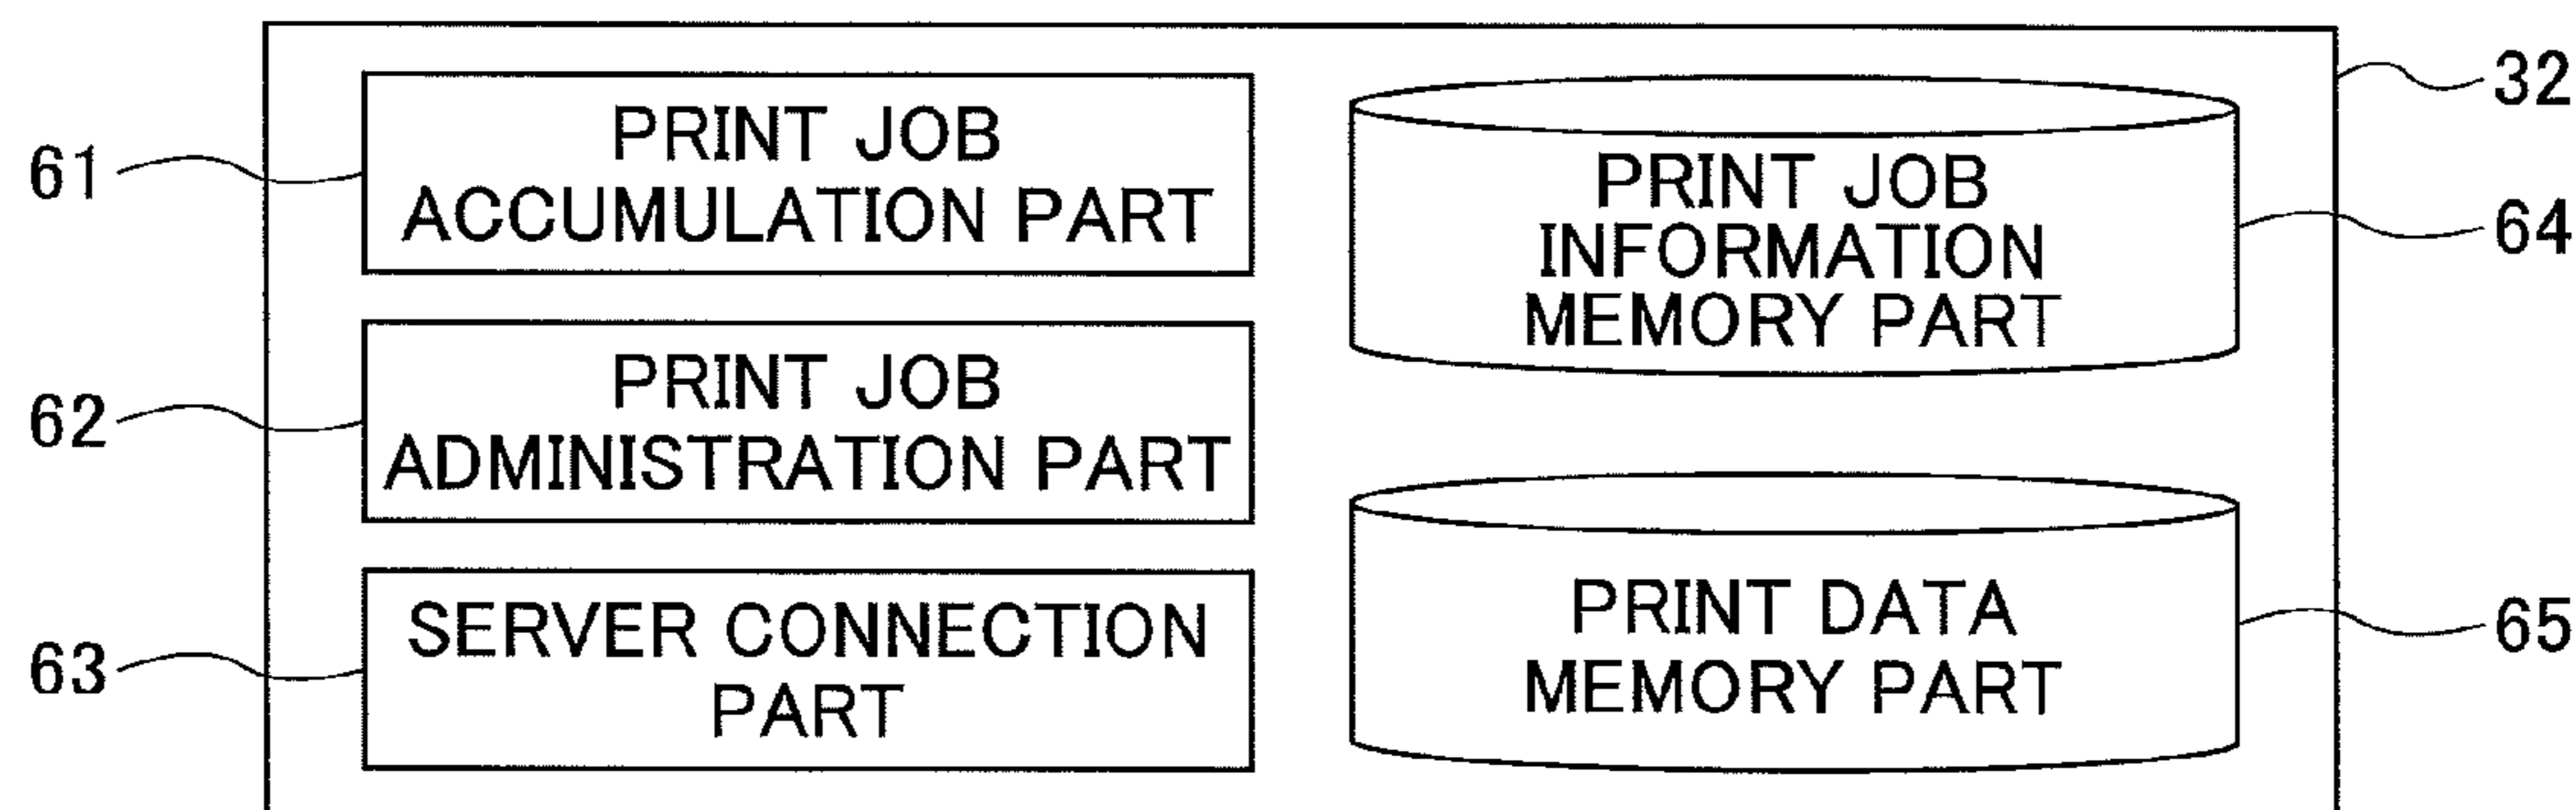 32
61
PRINT JOB
ACCUMULATION PART
62
PRINT JOB
ADMINISTRATION PART
63
SERVER CONNECTION
PART
PRINT JOB
INFORMATION
MEMORY PART
64
PRINT DATA
MEMORY PART
65